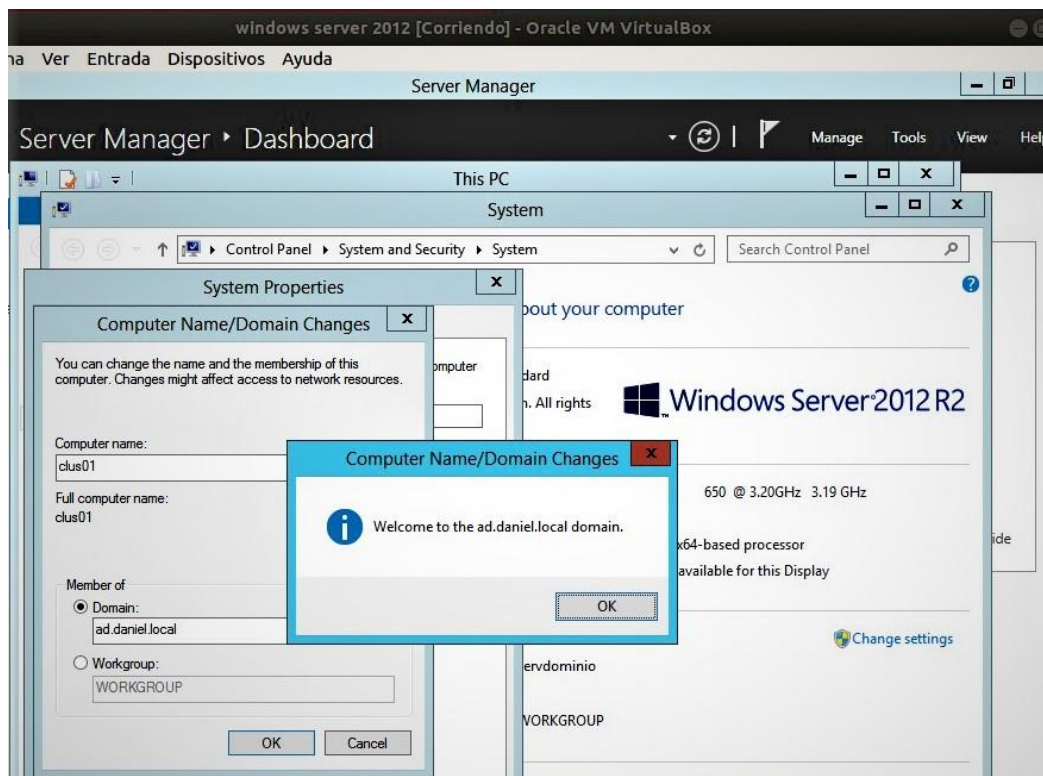 windows server 2012 [Corriendo] - Oracle VM VirtualBox
na Ver Entrada Dispositivos Ayuda
Server Manager
Server Manager ‣ Dashboard
Manage Tools View Help
This PC
System
Control Panel ‣ System and Security ‣ System
Search Control Panel
System Properties
Computer Name/Domain Changes
You can change the name and the membership of this
computer. Changes might affect access to network resources.
Computer name:
clus01
Full computer name:
clus01
Member of
Domain:
ad.daniel.local
Workgroup:
WORKGROUP
OK Cancel
omputer
Computer Name/Domain Changes
Welcome to the ad.daniel.local domain.
OK
bout your computer
dard
n. All rights
Windows Server 2012 R2
650 @ 3.20GHz 3.19 GHz
x64-based processor
available for this Display
Change settings
ervdominio
WORKGROUP
ide